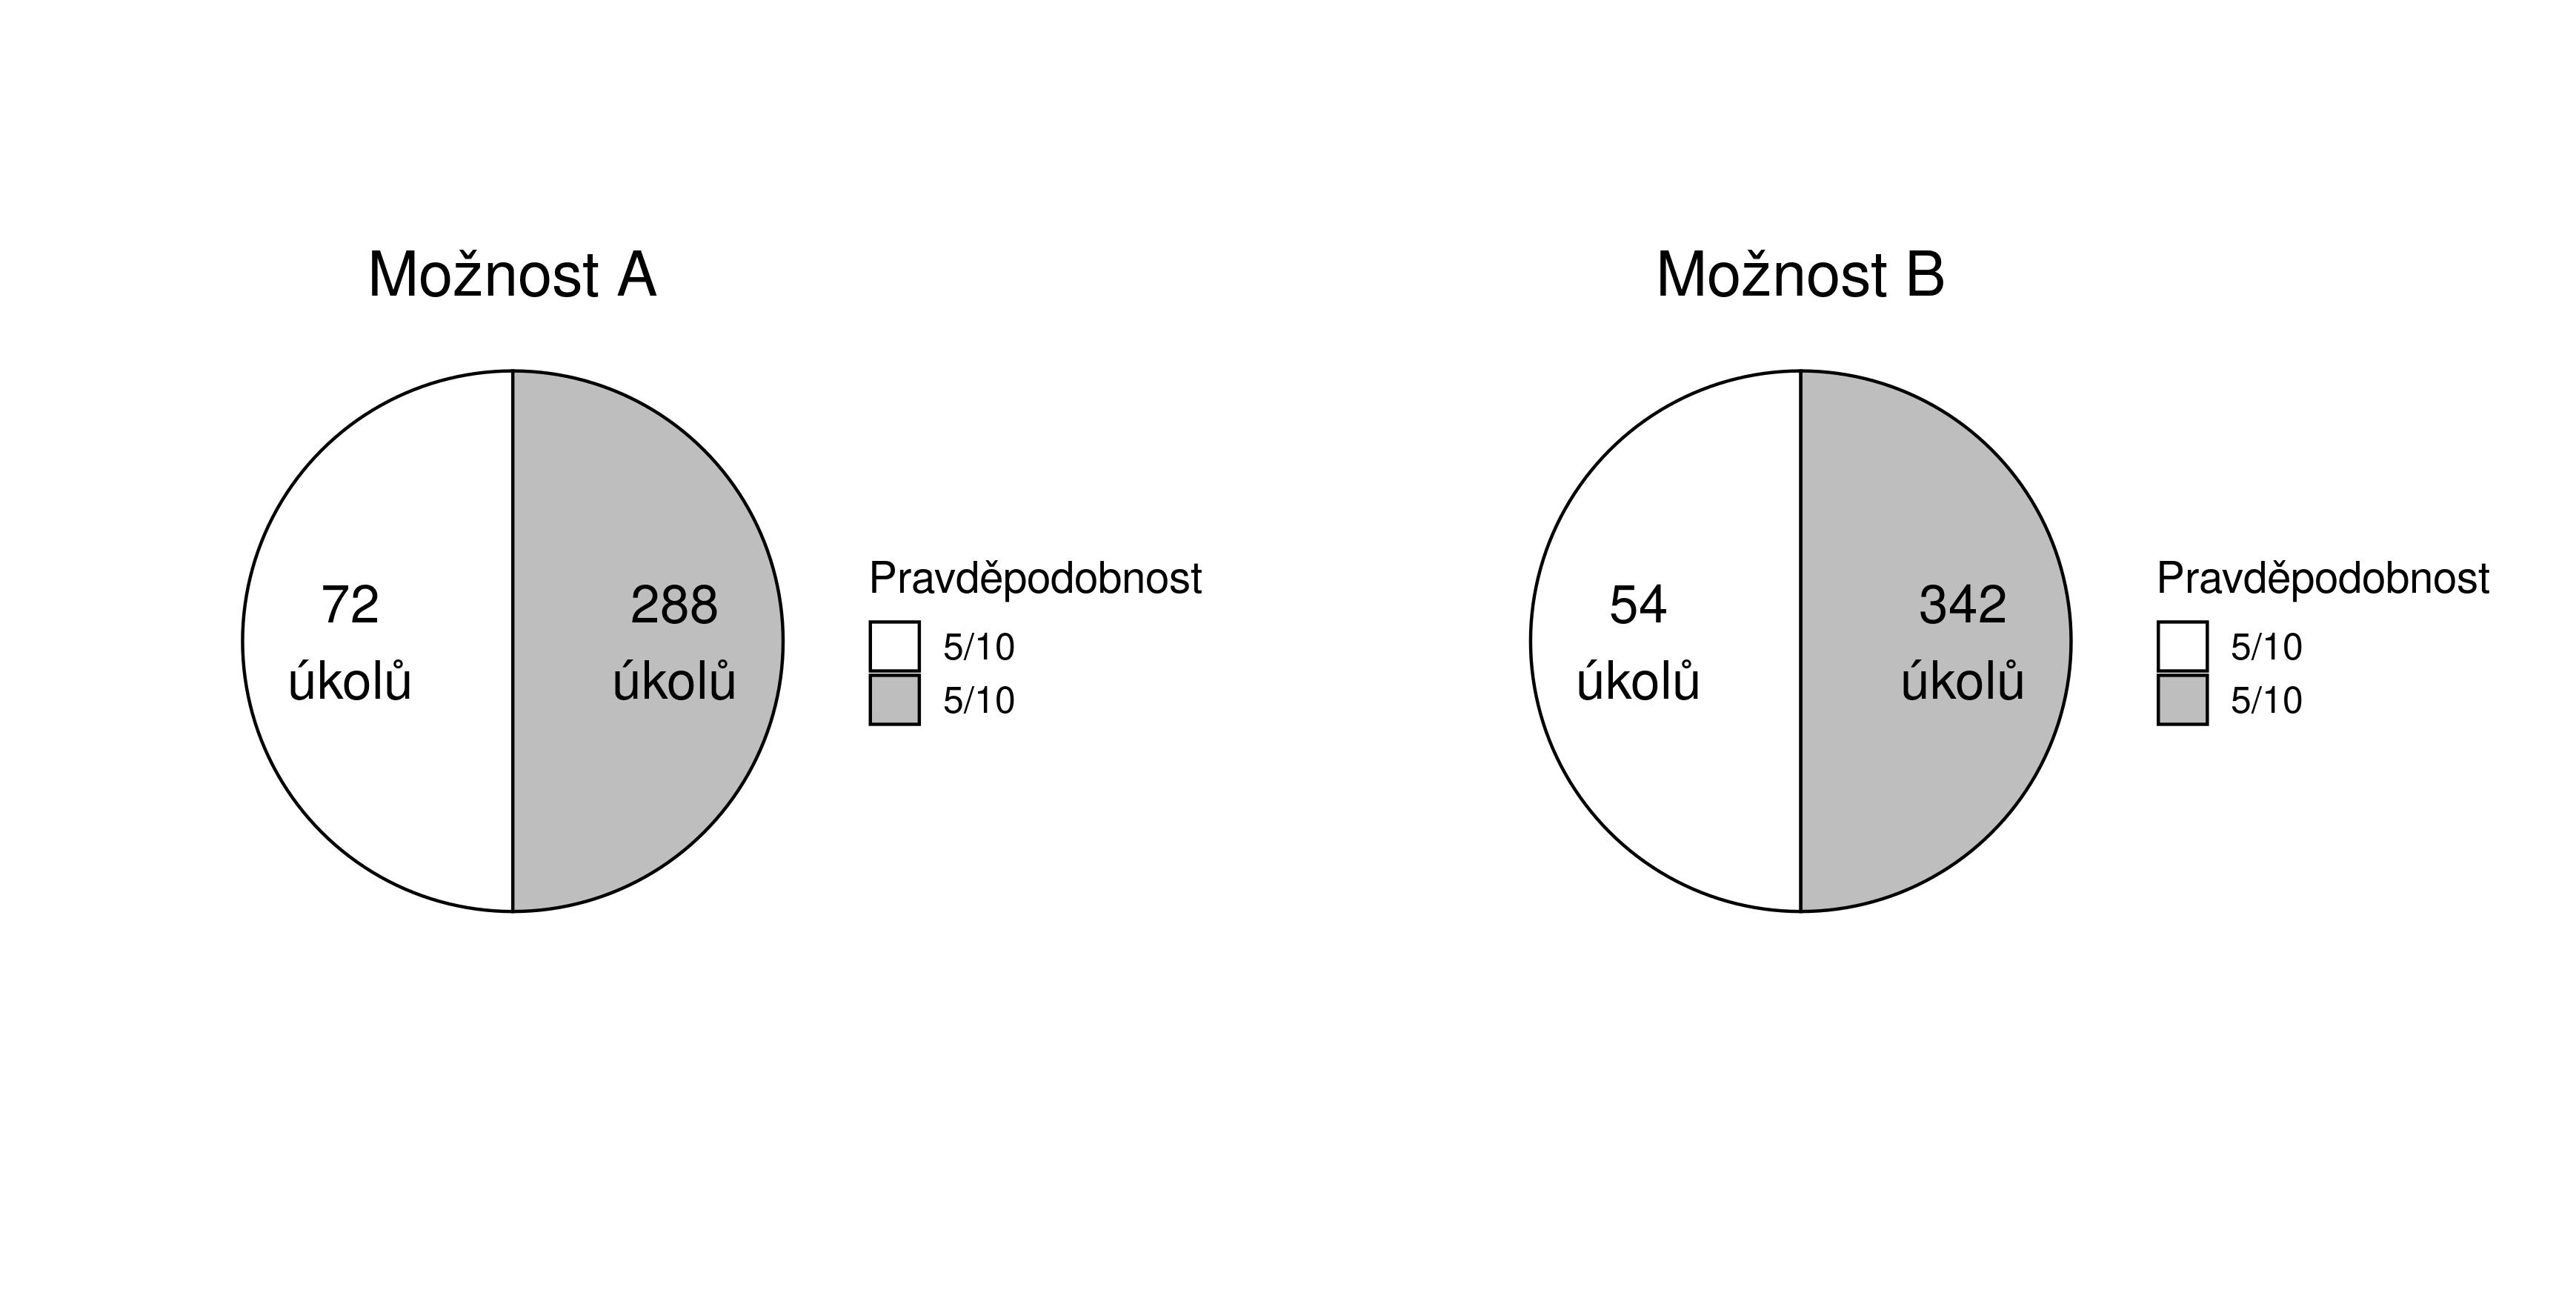 Možnost A
72
úkolů
288
úkolů
Pravděpodobnost
5/10
5/10
Možnost B
54
úkolů
342
úkolů
Pravděpodobnost
5/10
5/10